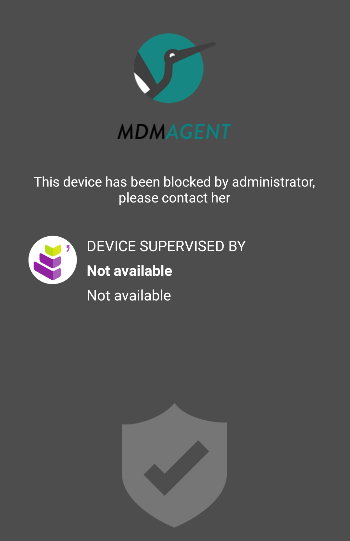 MDMAGENT
This device has been blocked by administrator,
please contact her
DEVICE SUPERVISED BY
Not available
Not available